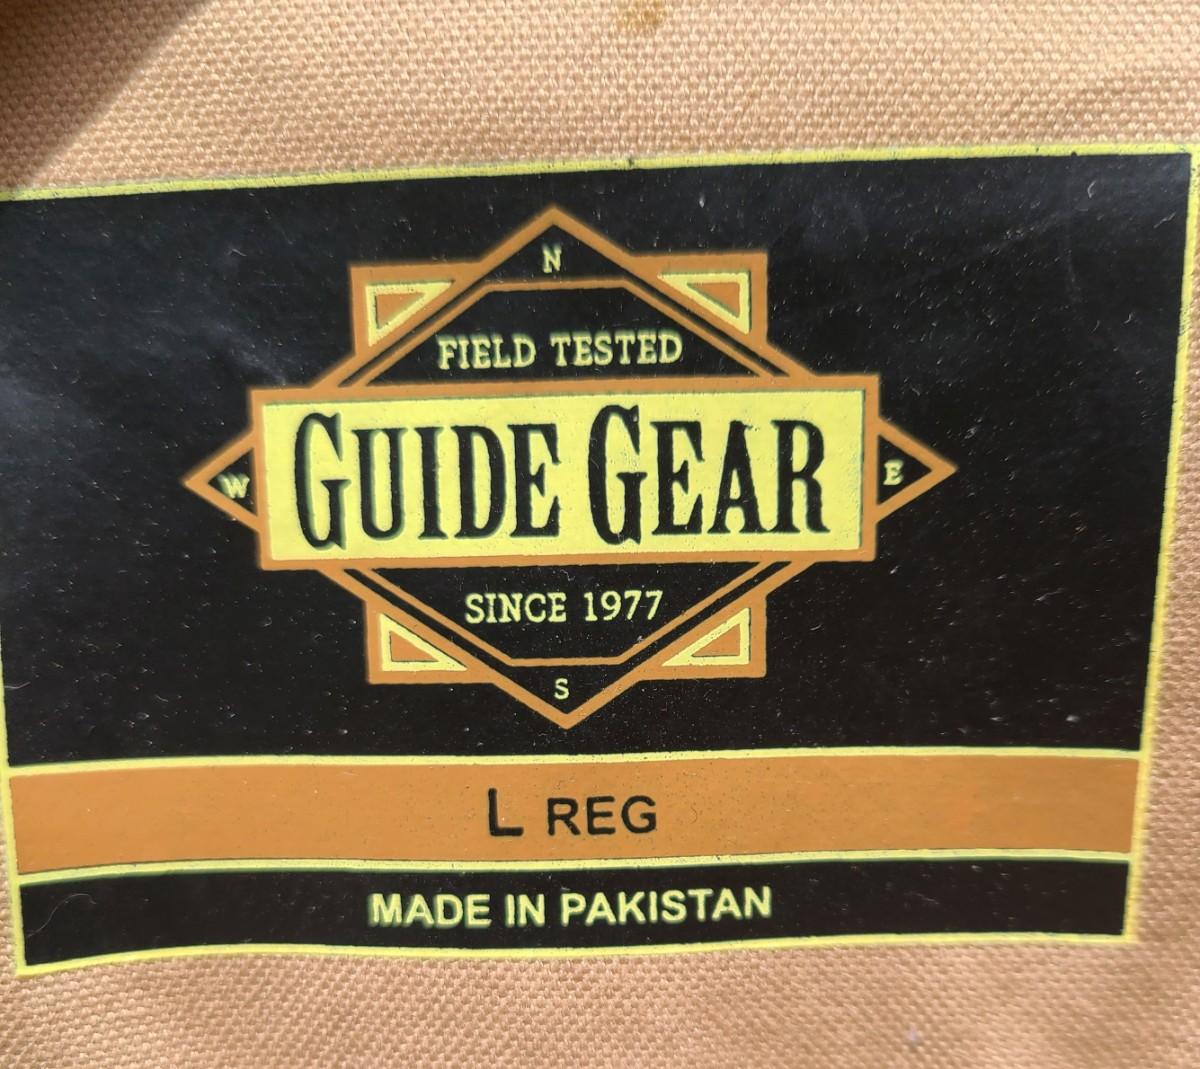 N
FIELD TESTED
W GUIDE GEAR E
SINCE 1977
S
L REG
MADE IN PAKISTAN